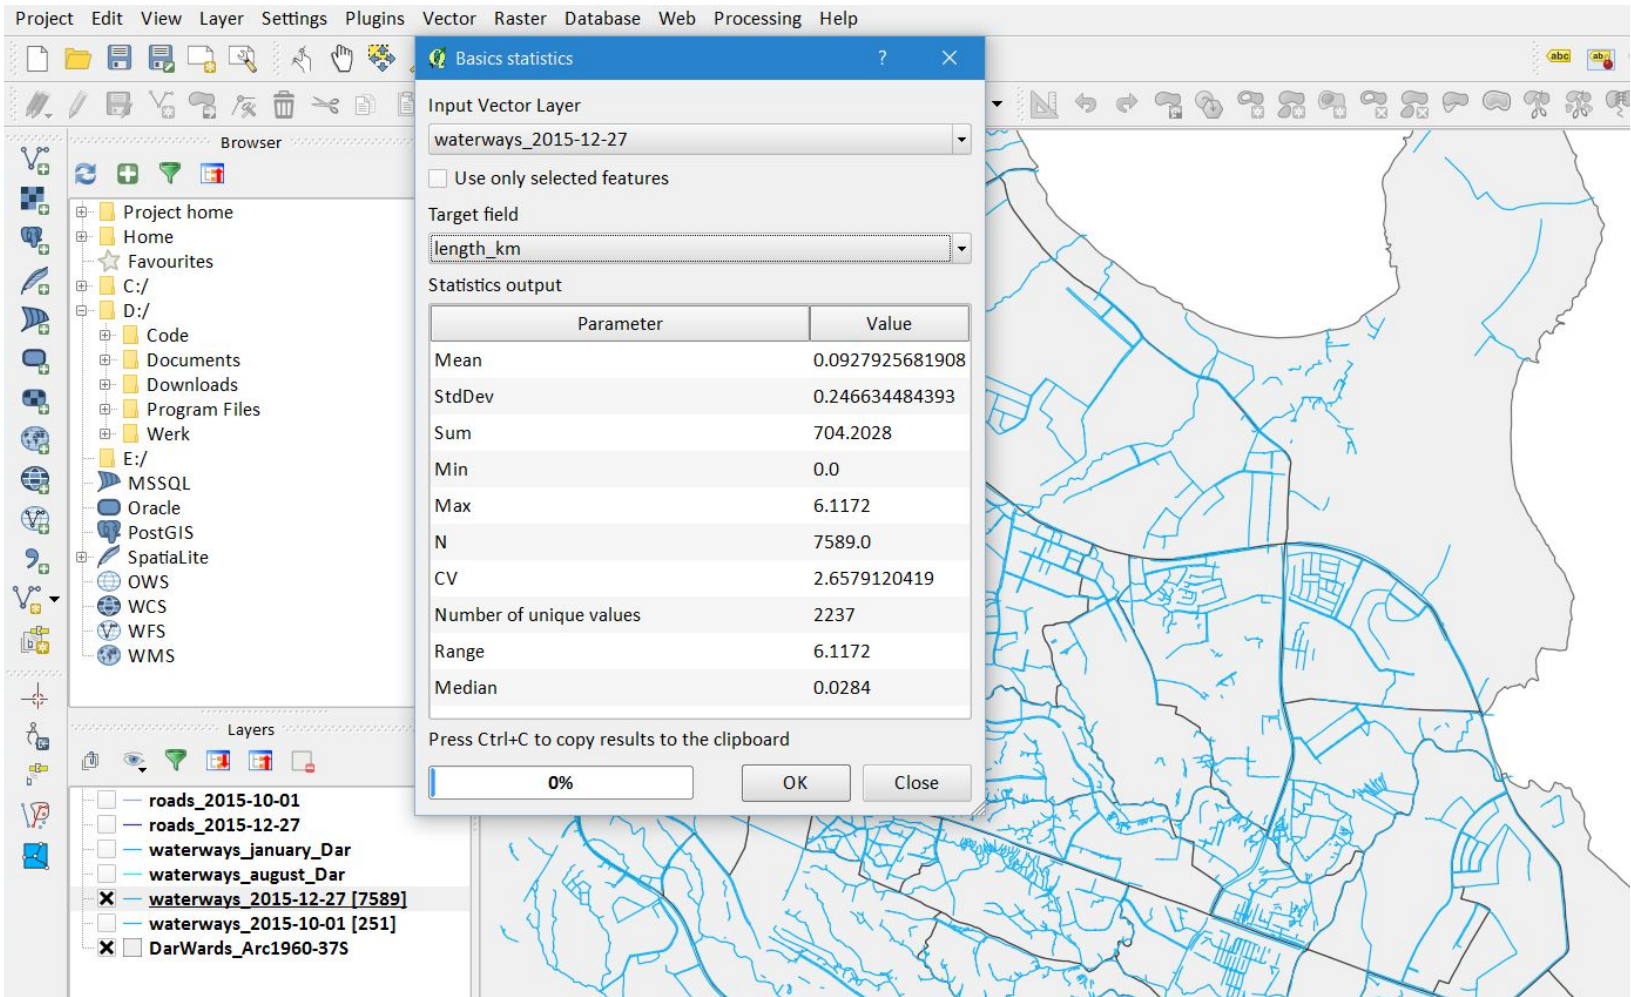 Project Edit View Layer Settings Plugins Vector Raster Database Web Processing Help
Basics statistics ?
abc
Input Vector Layer
waterways_2015-12-27
Use only selected features
Target field
length_km
Statistics output
Parameter Value
Mean 0.0927925681908
StdDev 0.246634484393
Sum 704.2028
Min 0.0
Max 6.1172
N 7589.0
CV 2.6579120419
Number of unique values 2237
Range 6.1172
Median 0.0284
Press Ctrl+C to copy results to the clipboard
0% OK Close
Browser
Project home
Home
Favourites
C:/
D:/
Code
Documents
Downloads
Program Files
Werk
E:/
MSSQL
Oracle
PostGIS
SpatiaLite
OWS
WCS
WFS
WMS
Layers
roads_2015-10-01
roads_2015-12-27
waterways_january_Dar
waterways_august_Dar
waterways_2015-12-27 [7589]
waterways_2015-10-01 [251]
DarWards_Arc1960-37S